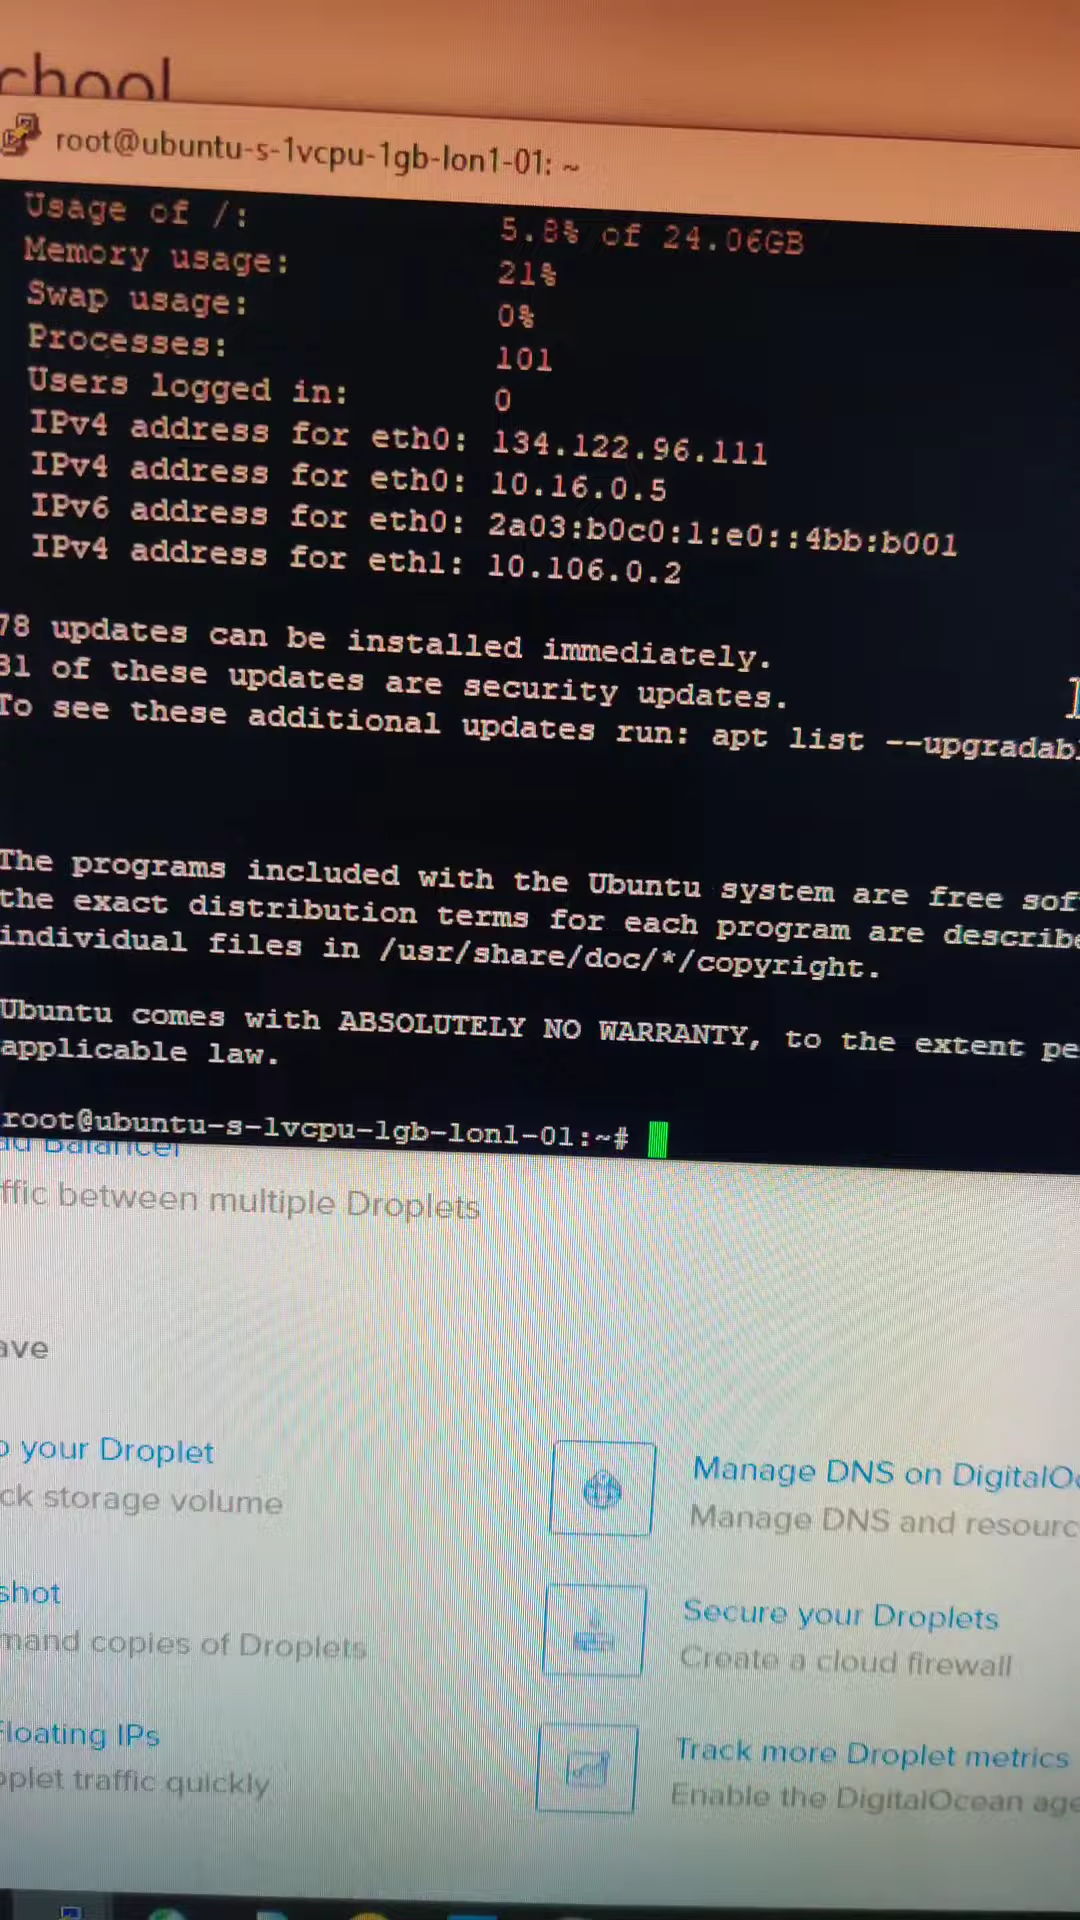 chool
root@ubuntu-s-1vcpu-1gb-lon1-01: ~
Usage of /: 5.8% of 24.06GB
Memory usage: 21%
Swap usage: 0%
Processes: 101
Users logged in: 0
IPv4 address for eth0: 134.122.96.111
IPv4 address for eth0: 10.16.0.5
IPv6 address for eth0: 2a03:b0c0:1:e0::4bb:b001
IPv4 address for eth1: 10.106.0.2
78 updates can be installed immediately.
31 of these updates are security updates.
To see these additional updates run: apt list --upgradabl
The programs included with the Ubuntu system are free sof
the exact distribution terms for each program are describe
individual files in /usr/share/doc/*/copyright.
Ubuntu comes with ABSOLUTELY NO WARRANTY, to the extent pe
applicable law.
root@ubuntu-s-1vcpu-1gb-lon1-01:~#
ad Balancer
ffic between multiple Droplets
ave
o your Droplet
ck storage volume
Manage DNS on DigitalOc
Manage DNS and resourc
shot
mand copies of Droplets
Secure your Droplets
Create a cloud firewall
Floating IPs
oplet traffic quickly
Track more Droplet metrics
Enable the DigitalOcean age